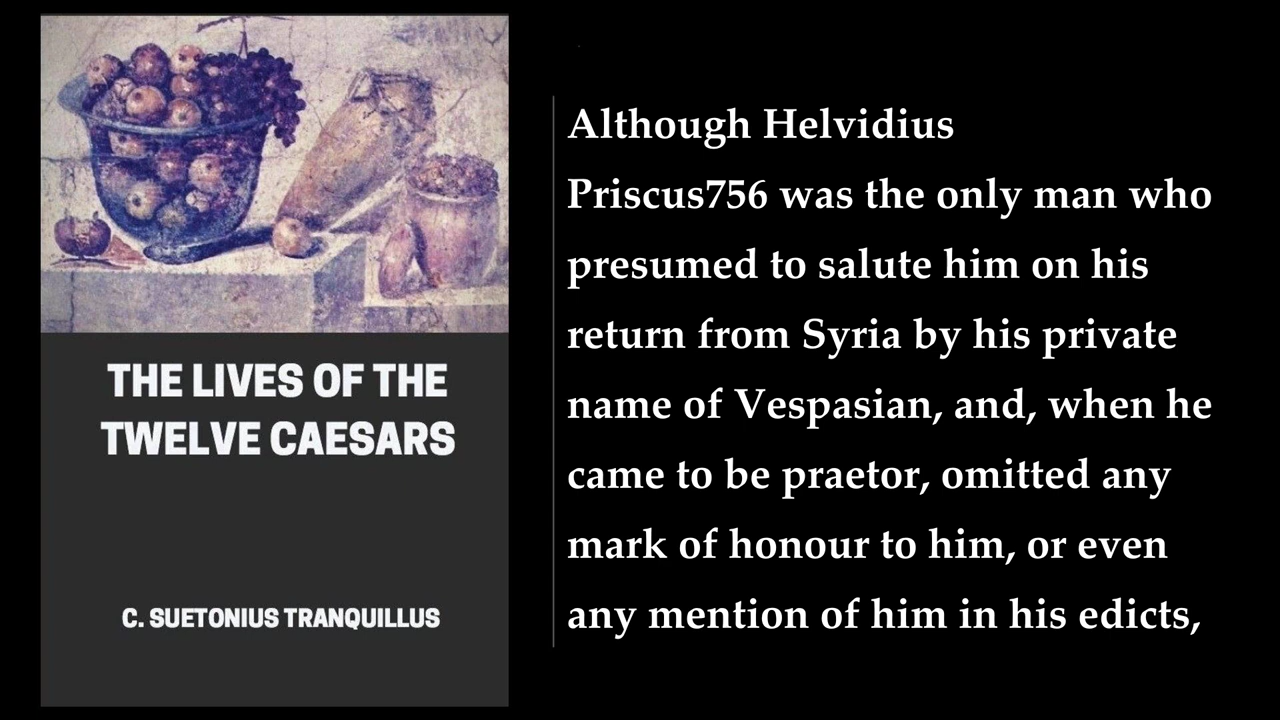 THE LIVES OF THE
TWELVE CAESARS
C. SUETONIUS TRANQUILLUS
Although Helvidius
Priscus756 was the only man who
presumed to salute him on his
return from Syria by his private
name of Vespasian, and, when he
came to be praetor, omitted any
mark of honour to him, or even
any mention of him in his edicts,